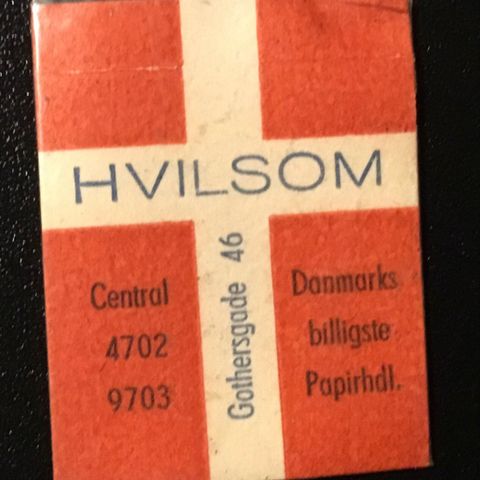 HVILSOM
Central
4702
9703
Gothersgade 46
Danmarks
billigste
Papirhdl.